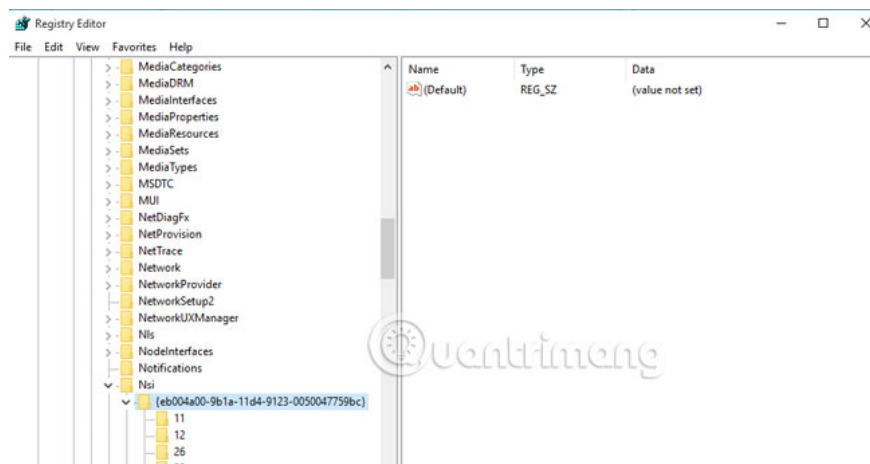 Registry Editor
File Edit View Favorites Help
MediaCategories
MediaDRM
MediaInterfaces
MediaProperties
MediaResources
MediaSets
MediaTypes
MSDTC
MUI
NetDiagFx
NetProvision
NetTrace
Network
NetworkProvider
NetworkSetup2
NetworkUXManager
Nls
NodeInterfaces
Notifications
Nsi
{eb004a00-9b1a-11d4-9123-0050047759bc}
11
12
26
Name Type Data
ab (Default) REG_SZ (value not set)
Quantrimang